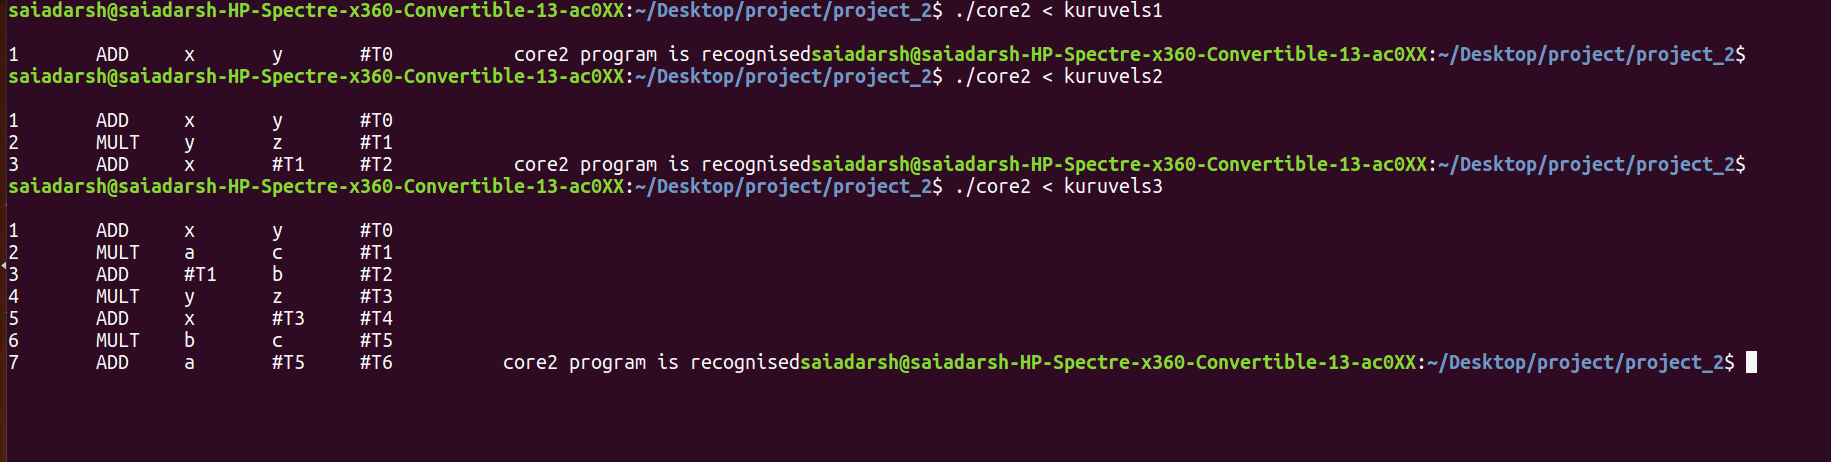 saiadarsh@saiadarsh-HP-Spectre-x360-Convertible-13-ac0XX:~/Desktop/project/project_2$ ./core2 < kuruvels1
1 ADD x y #T0 core2 program is recognisedsaiadarsh@saiadarsh-HP-Spectre-x360-Convertible-13-ac0XX:~/Desktop/project/project_2$
saiadarsh@saiadarsh-HP-Spectre-x360-Convertible-13-ac0XX:~/Desktop/project/project_2$ ./core2 < kuruvels2
1 ADD x y #T0
2 MULT y z #T1
3 ADD x #T1 #T2 core2 program is recognisedsaiadarsh@saiadarsh-HP-Spectre-x360-Convertible-13-ac0XX:~/Desktop/project/project_2$
saiadarsh@saiadarsh-HP-Spectre-x360-Convertible-13-ac0XX:~/Desktop/project/project_2$ ./core2 < kuruvels3
1 ADD x y #T0
2 MULT a c #T1
3 ADD #T1 b #T2
4 MULT y z #T3
5 ADD x #T3 #T4
6 MULT b c #T5
7 ADD a #T5 #T6 core2 program is recognisedsaiadarsh@saiadarsh-HP-Spectre-x360-Convertible-13-ac0XX:~/Desktop/project/project_2$